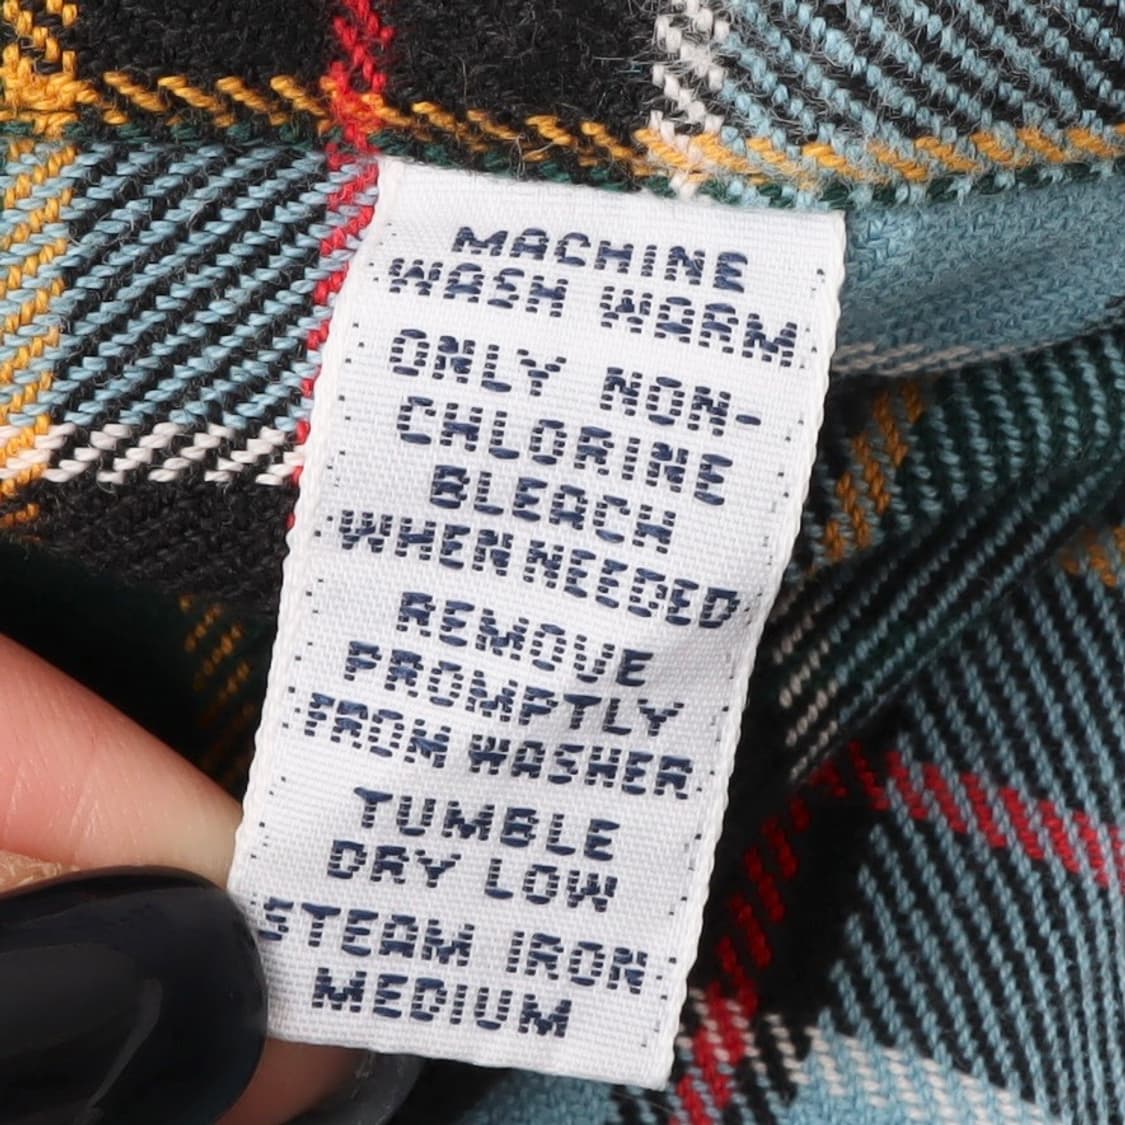 MACHINE
WASH WARM
ONLY NON-
CHLORINE
BLEACH
WHEN NEEDED
REMOVE
PROMPTLY
FROM WASHER
TUMBLE
DRY LOW
STEAM IRON
MEDIUM